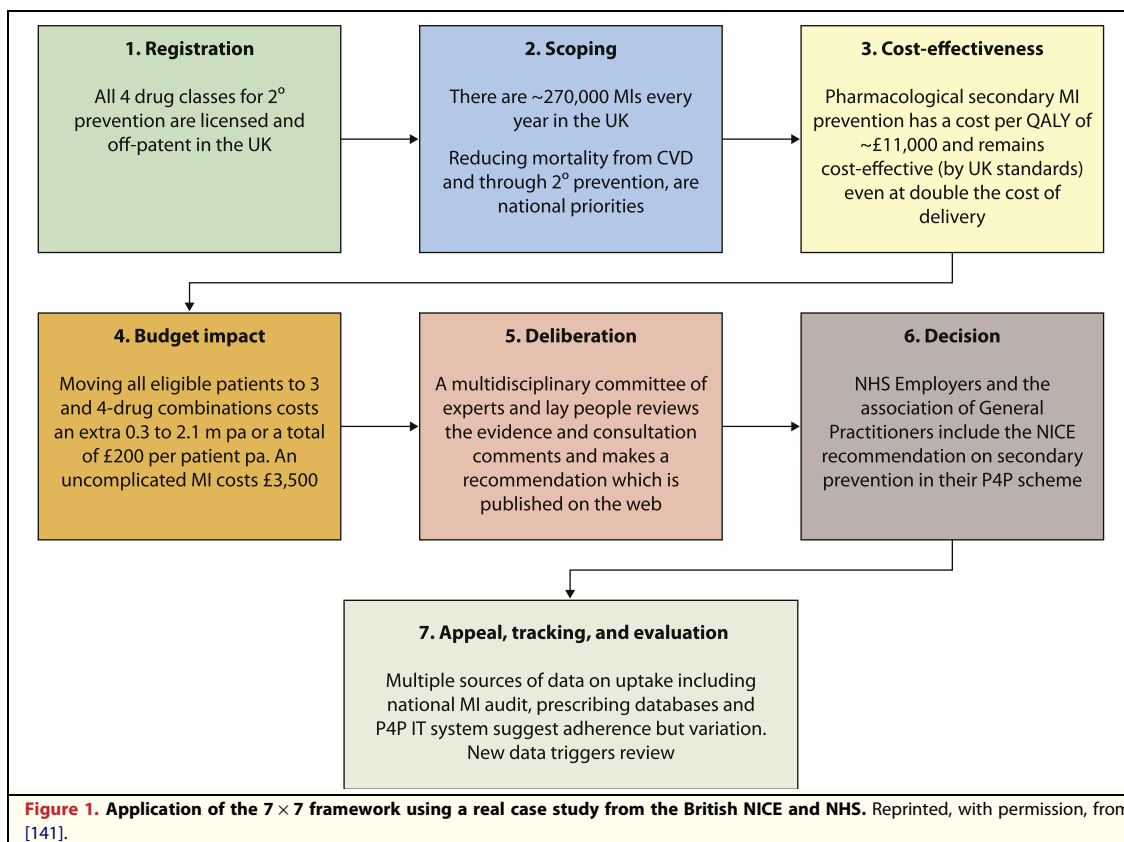 1. Registration
All 4 drug classes for 2º
prevention are licensed and
off-patent in the UK
2. Scoping
There are ~270,000 MIs every
year in the UK
Reducing mortality from CVD
and through 2º prevention, are
national priorities
3. Cost-effectiveness
Pharmacological secondary MI
prevention has a cost per QALY of
~£11,000 and remains
cost-effective (by UK standards)
even at double the cost of
delivery
4. Budget impact
Moving all eligible patients to 3
and 4-drug combinations costs
an extra 0.3 to 2.1 m pa or a total
of £200 per patient pa. An
uncomplicated MI costs £3,500
5. Deliberation
A multidisciplinary committee of
experts and lay people reviews
the evidence and consultation
comments and makes a
recommendation which is
published on the web
6. Decision
NHS Employers and the
association of General
Practitioners include the NICE
recommendation on secondary
prevention in their P4P scheme
7. Appeal, tracking, and evaluation
Multiple sources of data on uptake including
national MI audit, prescribing databases and
P4P IT system suggest adherence but variation.
New data triggers review
Figure 1. Application of the 7 × 7 framework using a real case study from the British NICE and NHS. Reprinted, with permission, from
[141].